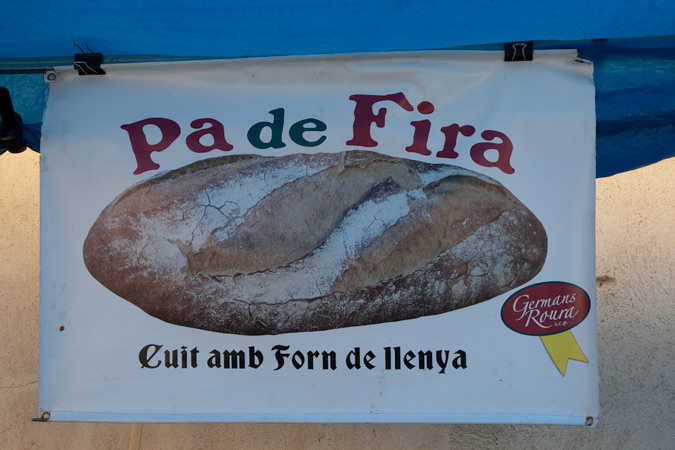 Pa de Fira
Germans
Roura
s.c.p.
Cuit amb Forn de llenya